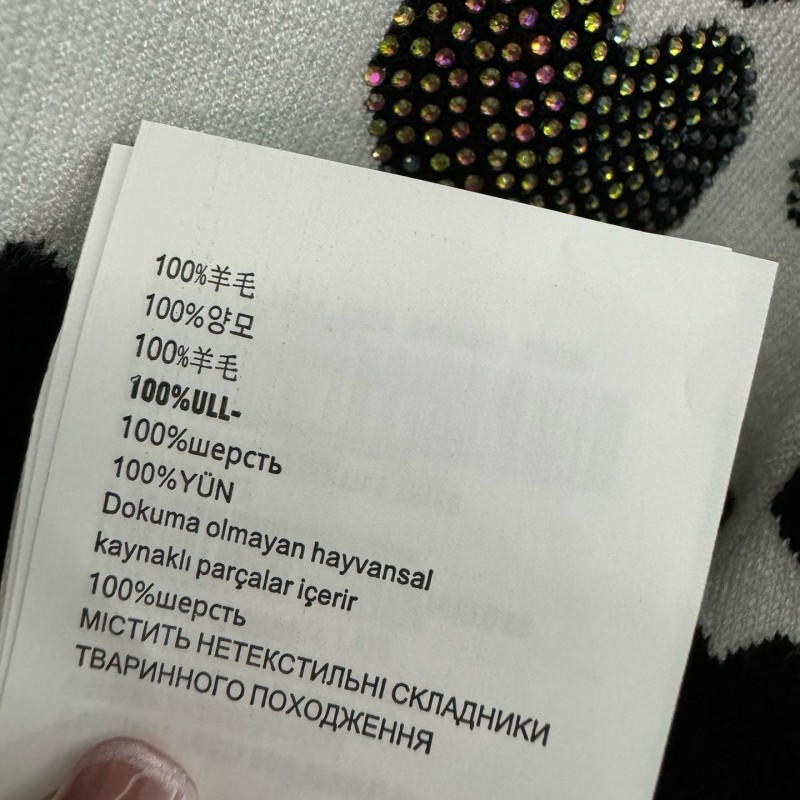 100%羊毛
100%양모
100%羊毛
100%ULL-
100%шерсть
100%YÜN
Dokuma olmayan hayvansal
kaynaklı parçalar içerir
100%шерсть
МІСТИТЬ НЕТЕКСТИЛЬНІ СКЛАДНИКИ
ТВАРИННОГО ПОХОДЖЕННЯ